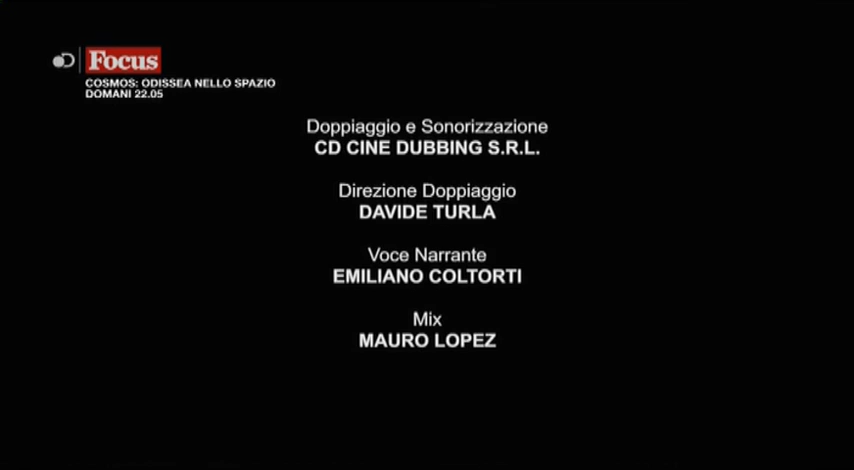 Focus
COSMOS: ODISSEA NELLO SPAZIO
DOMANI 22.05
Doppiaggio e Sonorizzazione
CD CINE DUBBING S.R.L.
Direzione Doppiaggio
DAVIDE TURLA
Voce Narrante
EMILIANO COLTORTI
Mix
MAURO LOPEZ